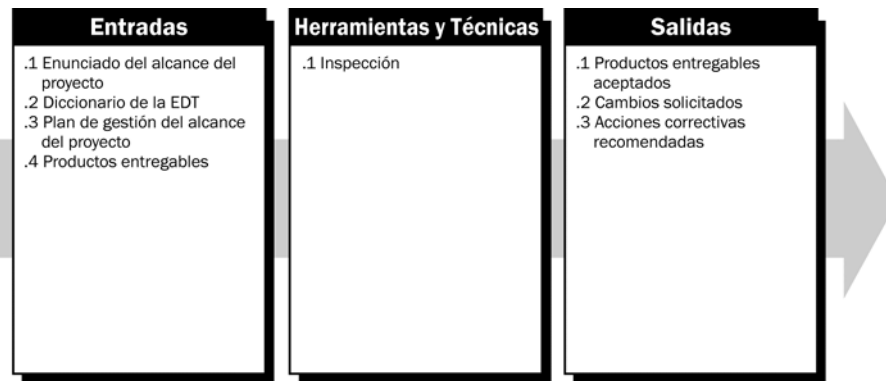 Entradas
.1 Enunciado del alcance del
proyecto
.2 Diccionario de la EDT
.3 Plan de gestión del alcance
del proyecto
.4 Productos entregables
Herramientas y Técnicas
.1 Inspección
Salidas
.1 Productos entregables
aceptados
.2 Cambios solicitados
.3 Acciones correctivas
recomendadas